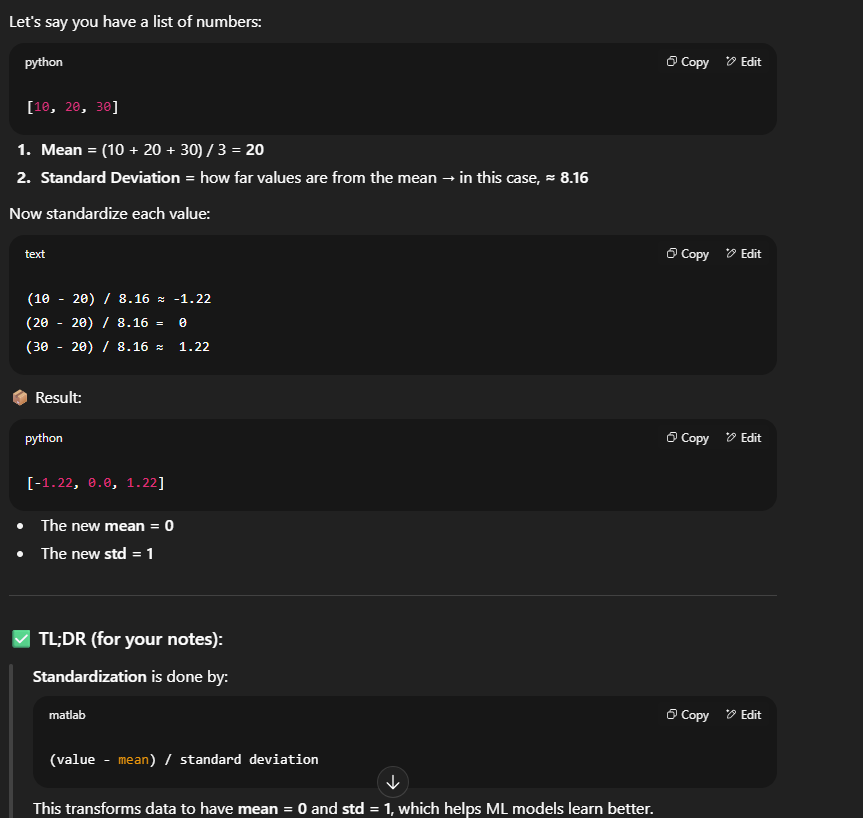 Let's say you have a list of numbers:
python Copy Edit
[10, 20, 30]
1. Mean = (10 + 20 + 30) / 3 = 20
2. Standard Deviation = how far values are from the mean → in this case, ≈ 8.16
Now standardize each value:
text Copy Edit
(10 - 20) / 8.16 ≈ -1.22
(20 - 20) / 8.16 = 0
(30 - 20) / 8.16 ≈ 1.22
📦 Result:
python Copy Edit
[-1.22, 0.0, 1.22]
• The new mean = 0
• The new std = 1
✅ TL;DR (for your notes):
Standardization is done by:
matlab Copy Edit
(value - mean) / standard deviation
This transforms data to have mean = 0 and std = 1, which helps ML models learn better.